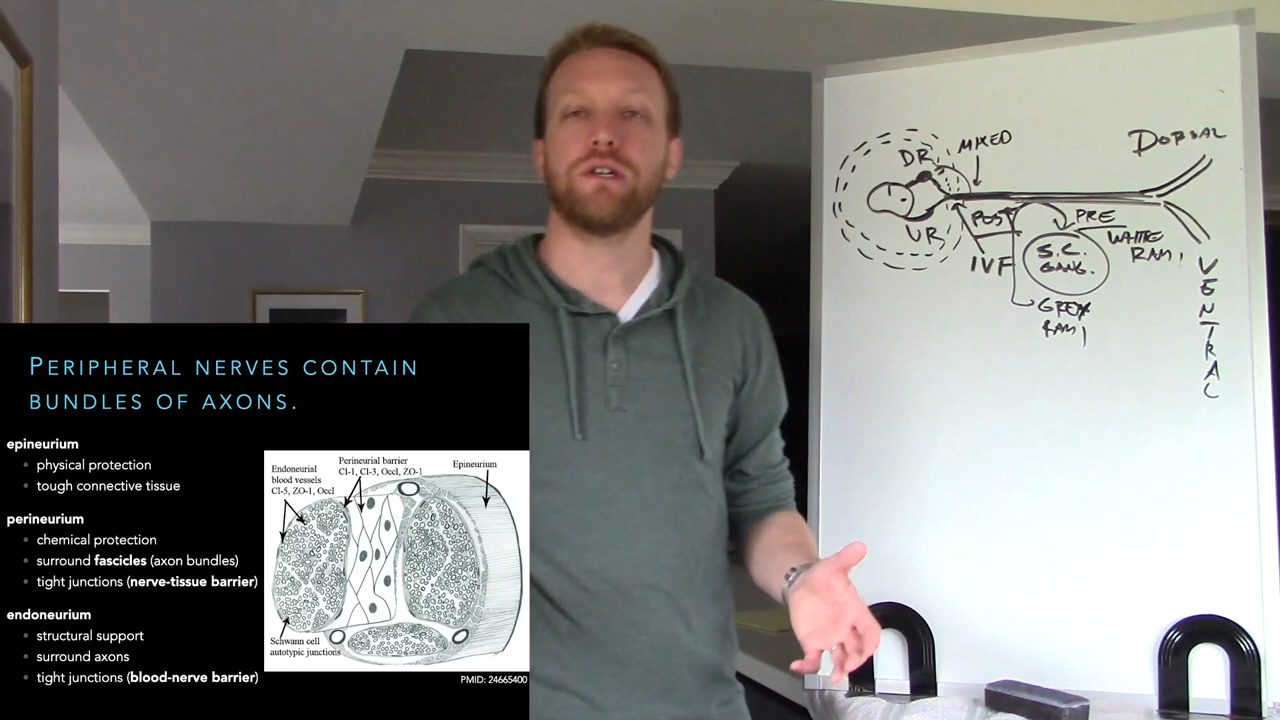 PERIPHERAL NERVES CONTAIN
BUNDLES OF AXONS.
epineurium
• physical protection
• tough connective tissue
perineurium
• chemical protection
• surround fascicles (axon bundles)
• tight junctions (nerve-tissue barrier)
endoneurium
• structural support
• surround axons
• tight junctions (blood-nerve barrier)
Endoneurial
blood vessels
Cl-5, ZO-1, Occl
Perineurial barrier
Cl-1, Cl-3, Occl, ZO-1
Epineurium
Schwann cell
autotypic junctions
PMID: 24665400
DR
MIXED
DORSAL
VR
POST
PRE
WHITE
RAMI
IVF
S.C.
GANG.
GREY
RAMI
VENTRAL